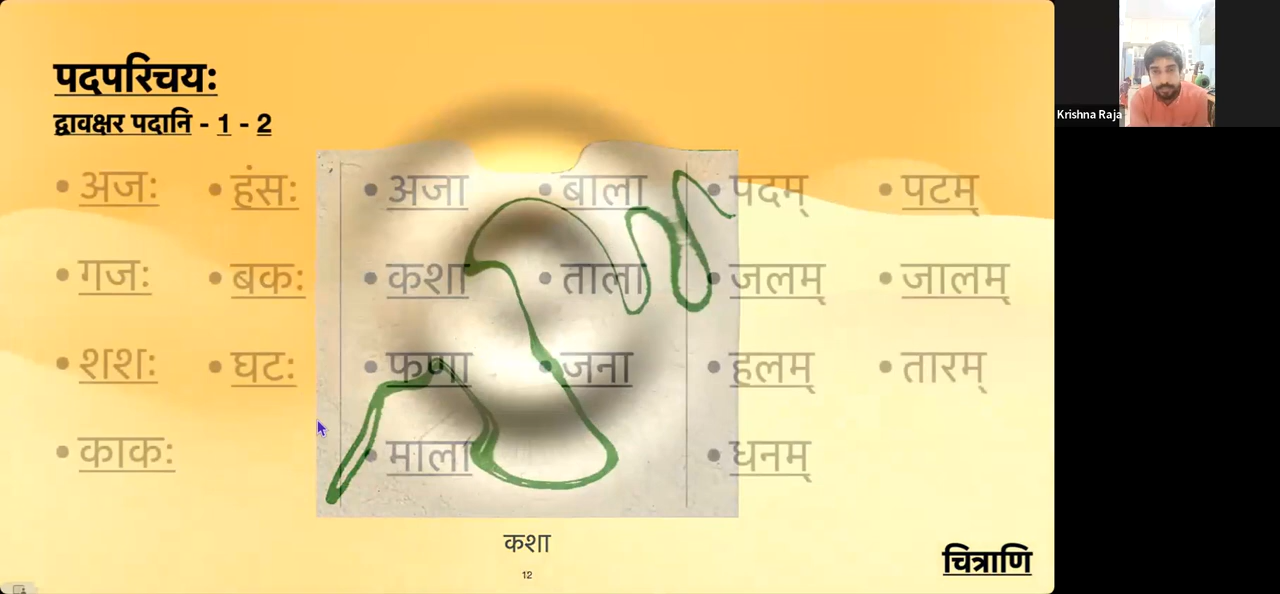 पदपरिचयः
द्वावक्षर पदानि - 1 - 2
• अजः • हंसः • अजा • बाला • पदम् • पटम्
• गजः • बकः • कशा • ताला • जलम् • जालम्
• शशः • घटः • फणा • जना • हलम् • तारम्
• काकः • माला • धनम्
कशा
12
चित्राणि
Krishna Raja